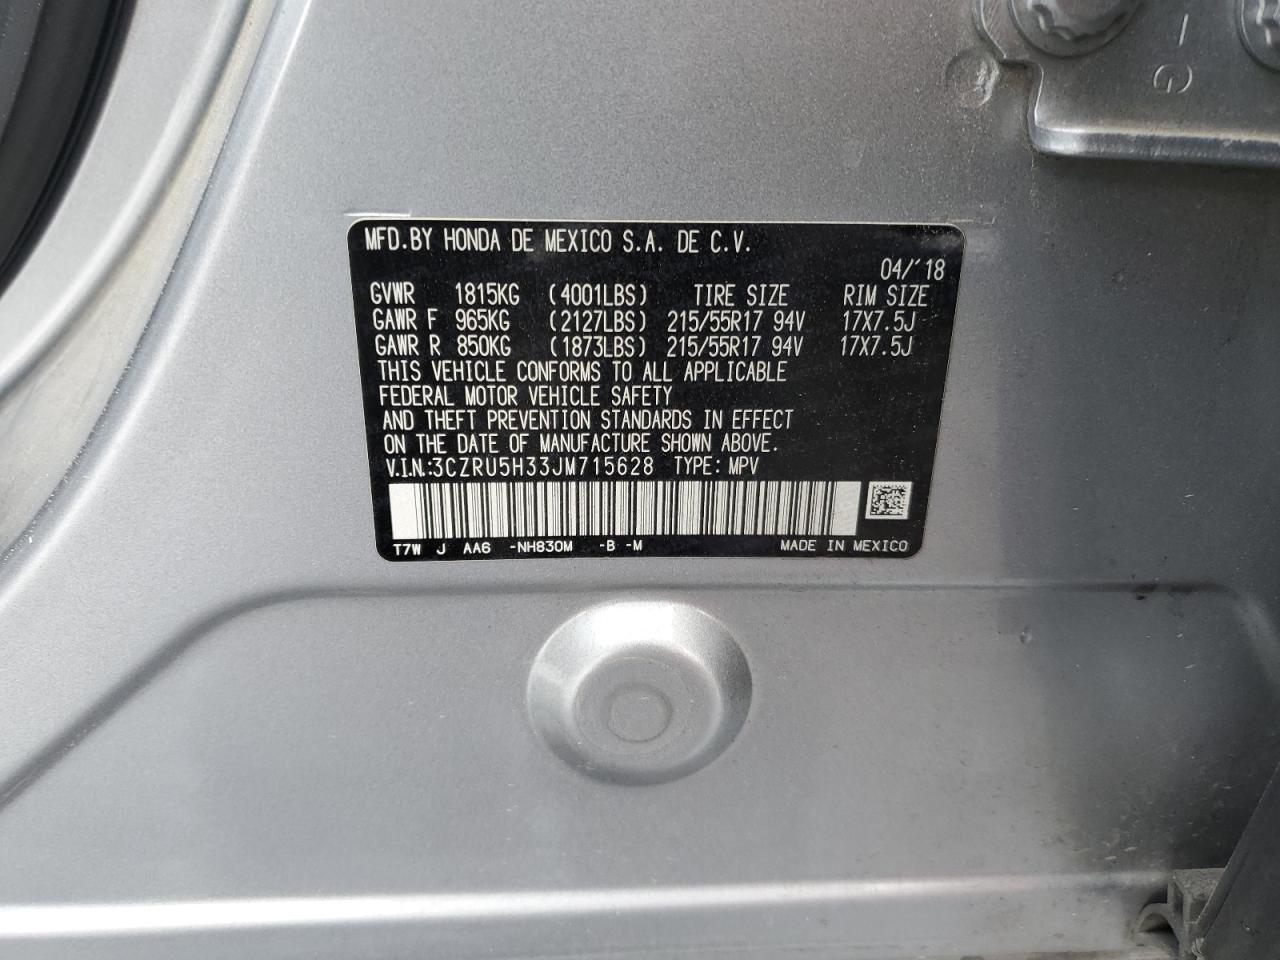 G
MFD.BY HONDA DE MEXICO S.A. DE C.V.
04/'18
GVWR 1815KG (4001LBS) TIRE SIZE RIM SIZE
GAWR F 965KG (2127LBS) 215/55R17 94V 17X7.5J
GAWR R 850KG (1873LBS) 215/55R17 94V 17X7.5J
THIS VEHICLE CONFORMS TO ALL APPLICABLE
FEDERAL MOTOR VEHICLE SAFETY
AND THEFT PREVENTION STANDARDS IN EFFECT
ON THE DATE OF MANUFACTURE SHOWN ABOVE.
V.I.N.:3CZRU5H33JM715628 TYPE: MPV
T7W J AA6 -NH830M -B -M MADE IN MEXICO